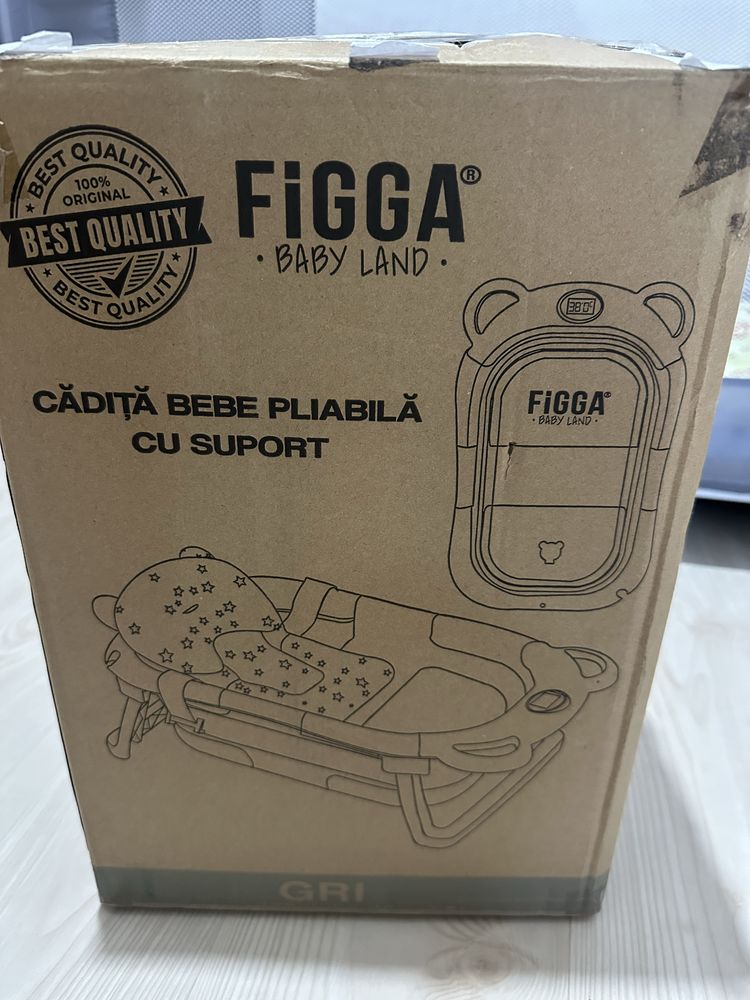 BEST QUALITY
100%
ORIGINAL
BEST QUALITY
BEST QUALITY
FiGGA®
· BABY LAND ·
38.0°C
FiGGA®
· BABY LAND ·
CĂDIȚĂ BEBE PLIABILĂ
CU SUPORT
GRI